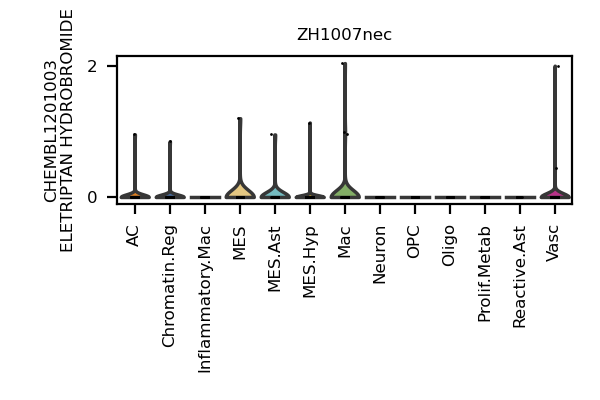 ZH1007nec
CHEMBL1201003
ELETRIPTAN HYDROBROMIDE
2
0
AC
Chromatin.Reg
Inflammatory.Mac
MES
MES.Ast
MES.Hyp
Mac
Neuron
OPC
Oligo
Prolif.Metab
Reactive.Ast
Vasc